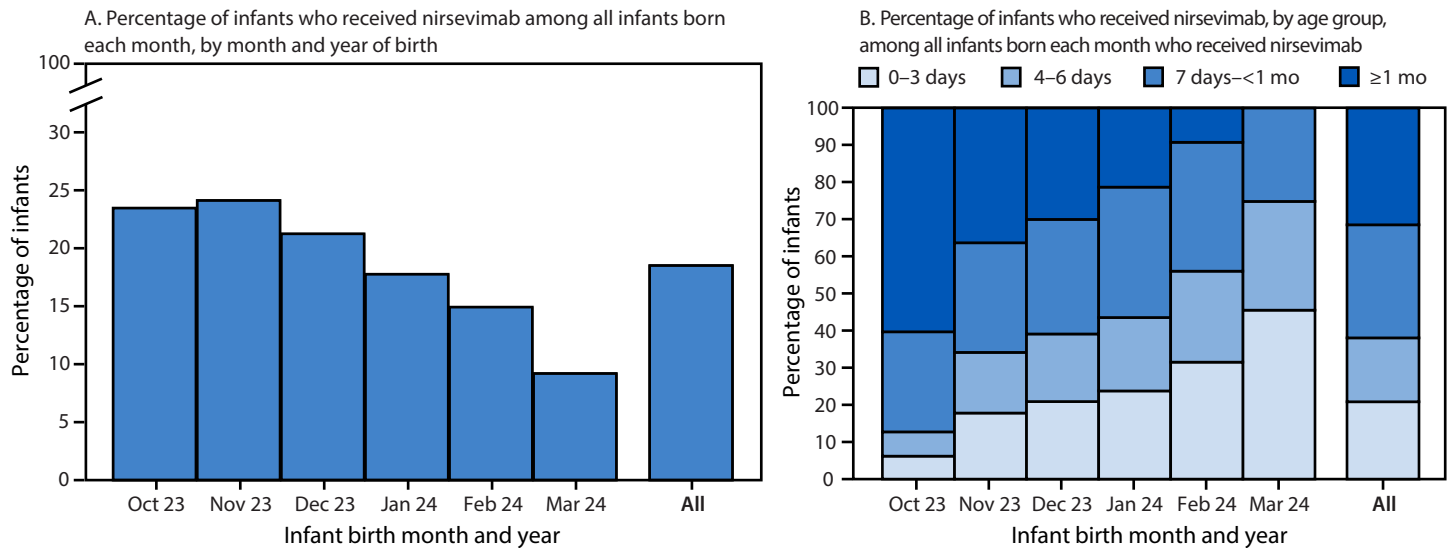 A. Percentage of infants who received nirsevimab among all infants born
each month, by month and year of birth
100
30
25
20
15
10
5
0
Percentage of infants
Oct 23 Nov 23 Dec 23 Jan 24 Feb 24 Mar 24 All
Infant birth month and year
B. Percentage of infants who received nirsevimab, by age group,
among all infants born each month who received nirsevimab
0–3 days 4–6 days 7 days–<1 mo ≥1 mo
100
90
80
70
60
50
40
30
20
10
0
Percentage of infants
Oct 23 Nov 23 Dec 23 Jan 24 Feb 24 Mar 24 All
Infant birth month and year